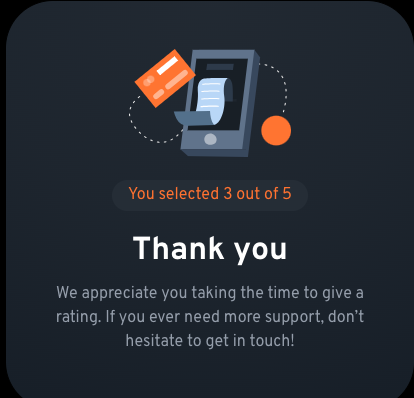 You selected 3 out of 5
Thank you
We appreciate you taking the time to give a
rating. If you ever need more support, don’t
hesitate to get in touch!